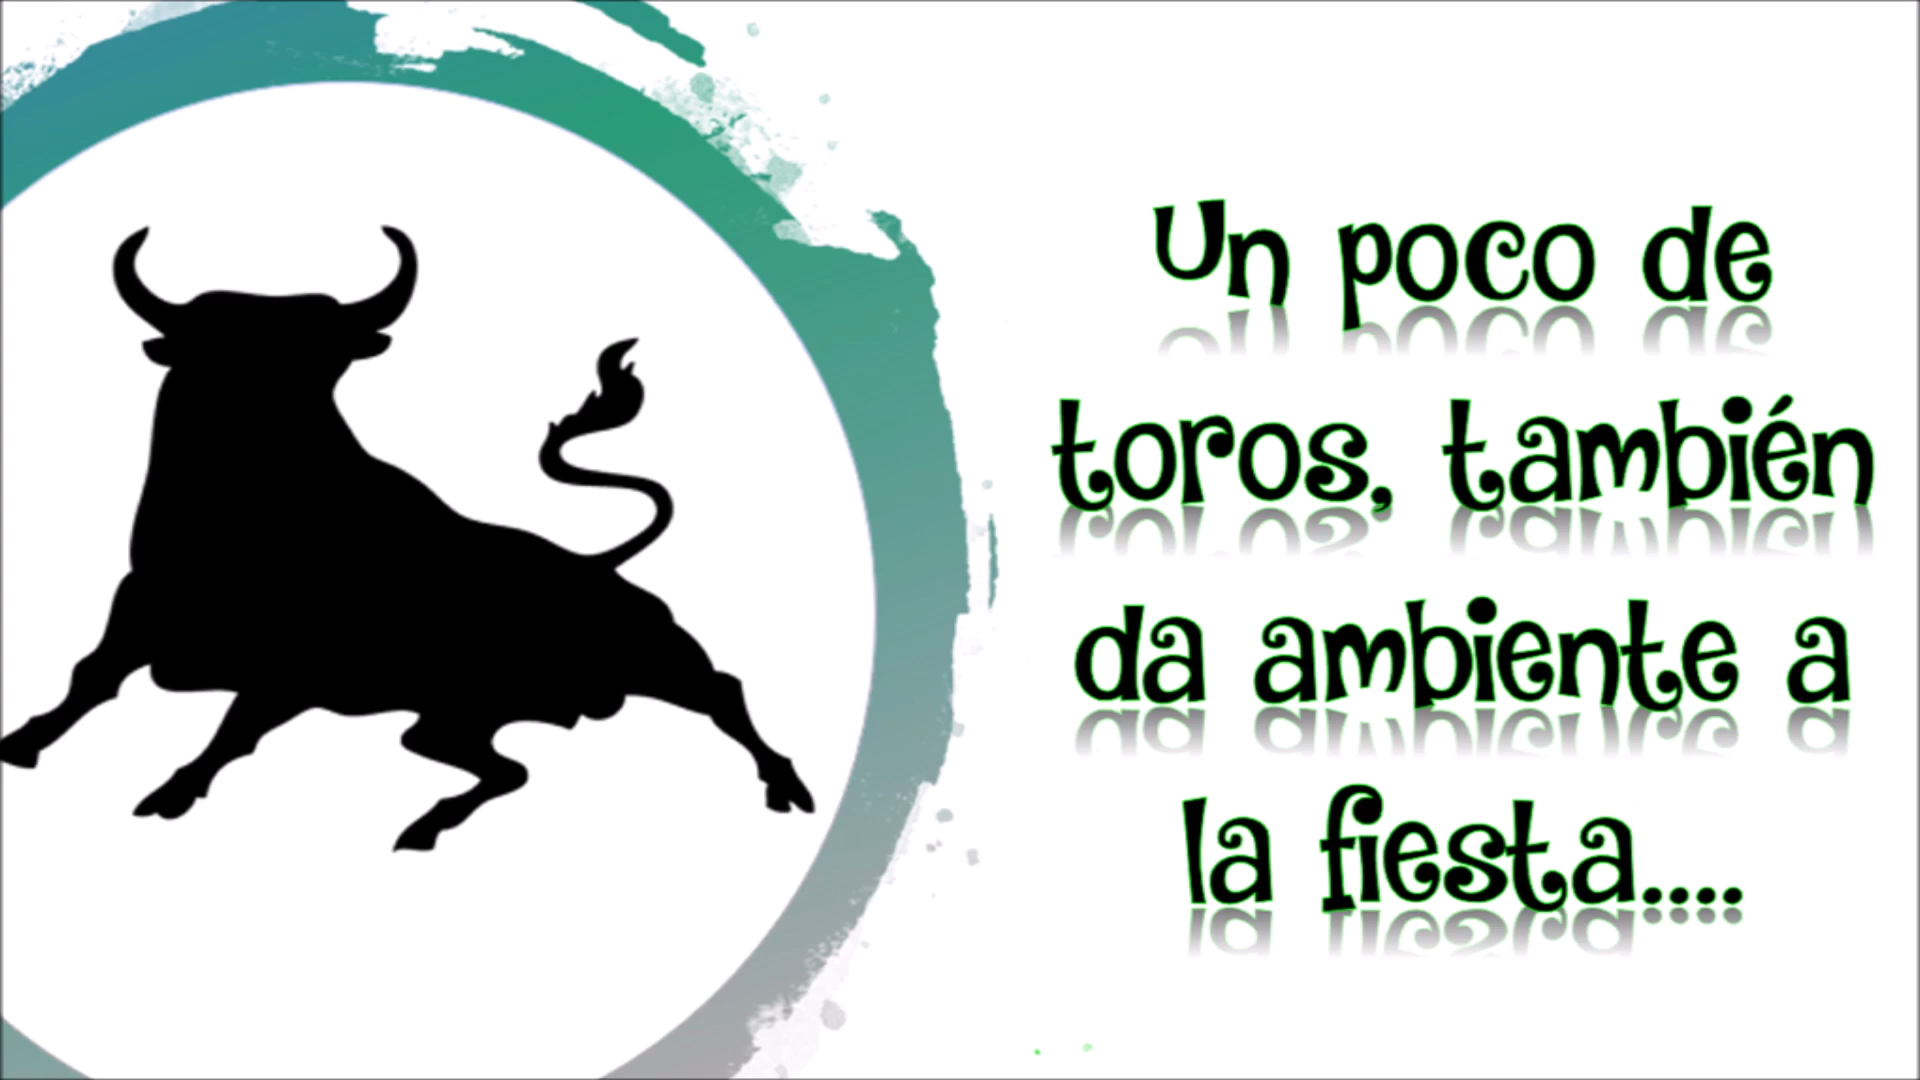 Un poco de
toros, también
da ambiente a
la fiesta....